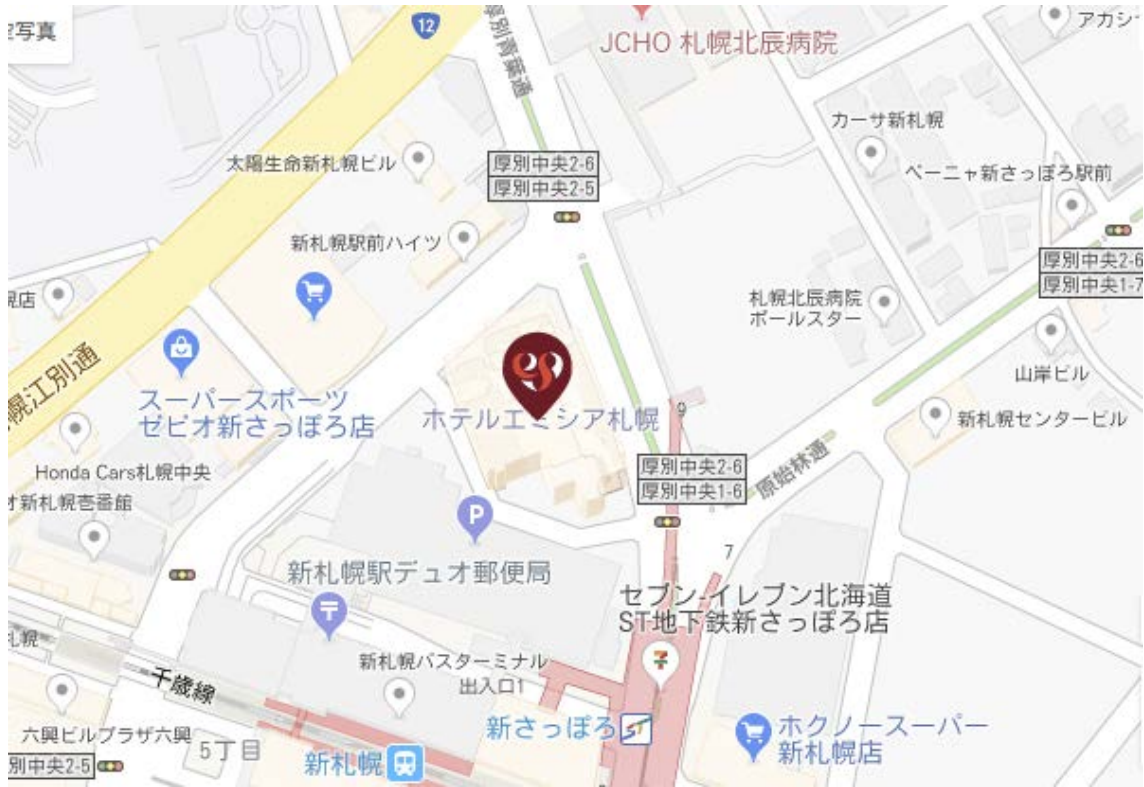 空写真
12
厚別青葉通
JCHO 札幌北辰病院
アカシ
カーサ新札幌
太陽生命新札幌ビル
厚別中央2-6
厚別中央2-5
ベーニャ新さっぽろ駅前
新札幌駅前ハイツ
厚別中央2-6
厚別中央1-7
幌店
札幌北辰病院
ポールスター
幌江別通
山岸ビル
スーパースポーツ
ゼビオ新さっぽろ店
ホテルエミシア札幌
9
新札幌センタービル
Honda Cars札幌中央
厚別中央2-6
厚別中央1-6
原始林通
オ新札幌壱番館
P
7
新札幌駅デュオ郵便局
〒
セブン-イレブン北海道
ST地下鉄新さっぽろ店
7
札幌
新札幌バスターミナル
出入口1
千歳線
新さっぽろ
ST
ホクノースーパー
新札幌店
六興ビルプラザ六興
5丁目
別中央2-5
新札幌